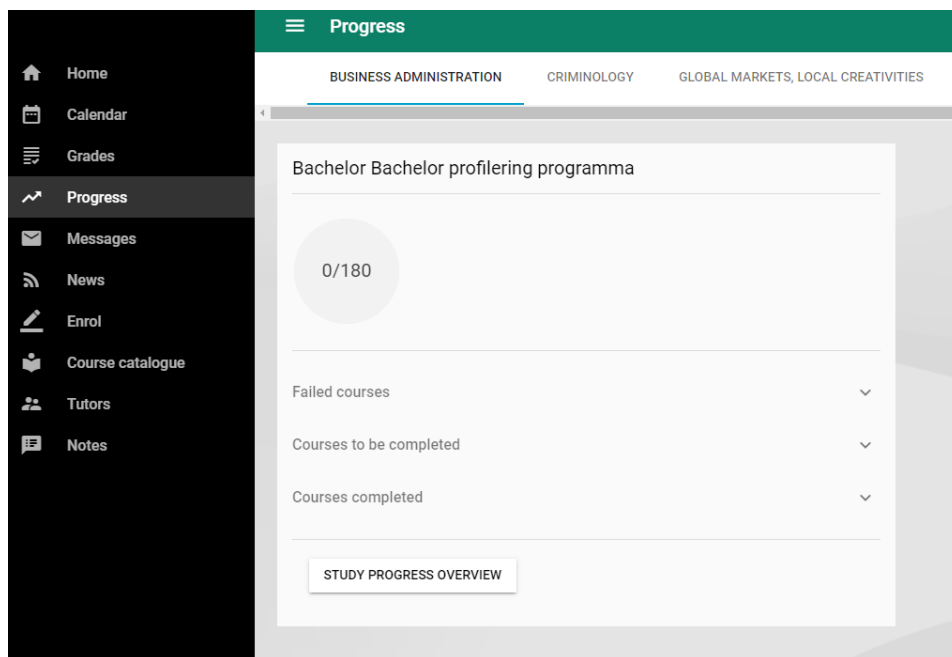 Progress
Home
Calendar
Grades
Progress
Messages
News
Enrol
Course catalogue
Tutors
Notes
BUSINESS ADMINISTRATION
CRIMINOLOGY
GLOBAL MARKETS, LOCAL CREATIVITIES
Bachelor Bachelor profilering programma
0/180
Failed courses
Courses to be completed
Courses completed
STUDY PROGRESS OVERVIEW